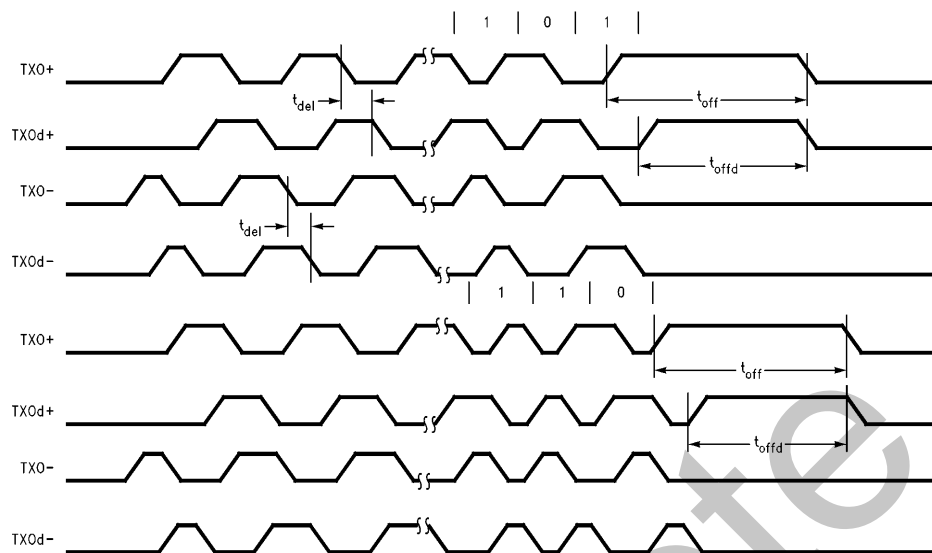 1 0 1
TXO+
t_del
t_off
TXOd+
t_offd
TXO-
t_del
TXOd-
1 1 0
TXO+
t_off
TXOd+
t_offd
TXO-
TXOd-